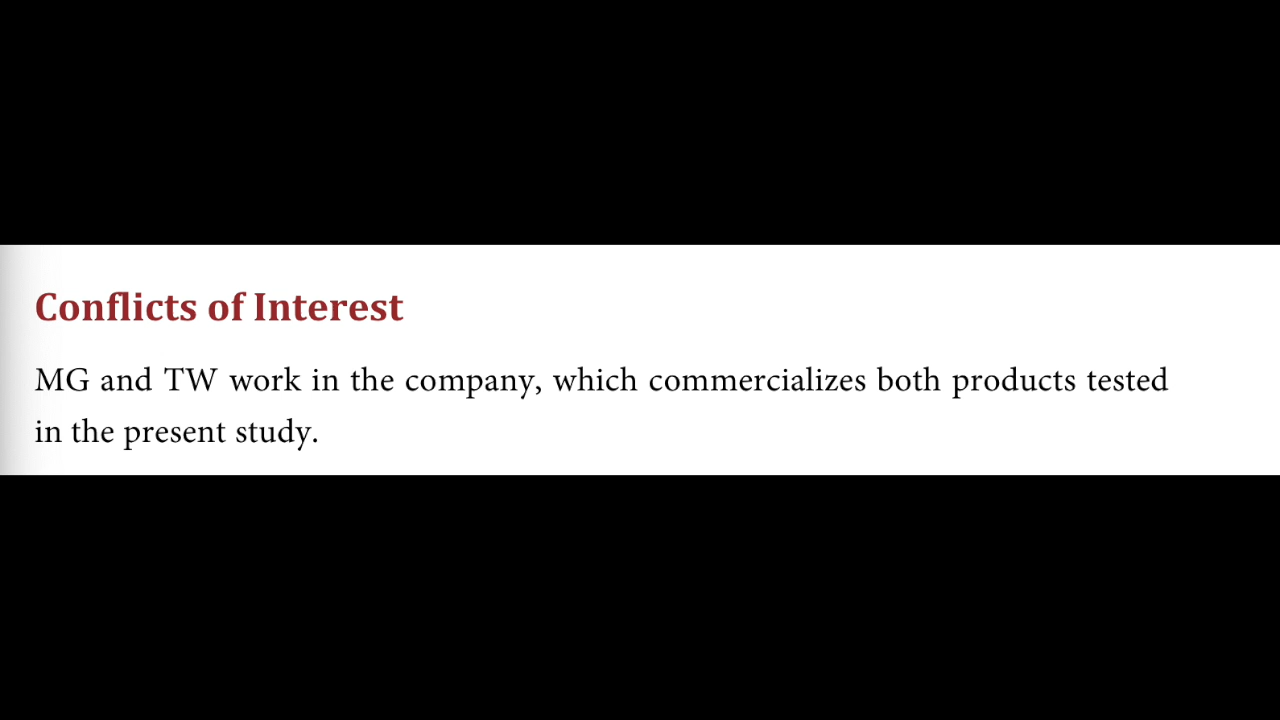 Conflicts of Interest
MG and TW work in the company, which commercializes both products tested
in the present study.